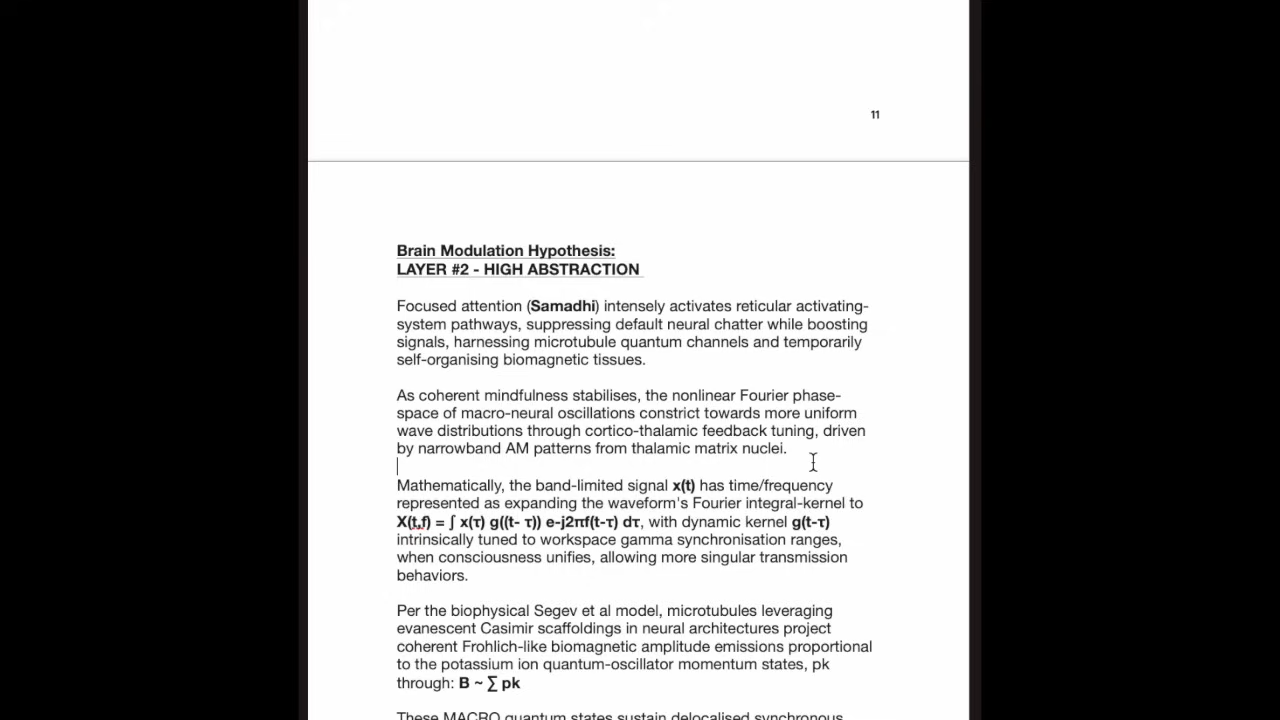 11
Brain Modulation Hypothesis:
LAYER #2 - HIGH ABSTRACTION
Focused attention (Samadhi) intensely activates reticular activating-
system pathways, suppressing default neural chatter while boosting
signals, harnessing microtubule quantum channels and temporarily
self-organising biomagnetic tissues.
As coherent mindfulness stabilises, the nonlinear Fourier phase-
space of macro-neural oscillations constrict towards more uniform
wave distributions through cortico-thalamic feedback tuning, driven
by narrowband AM patterns from thalamic matrix nuclei.
Mathematically, the band-limited signal x(t) has time/frequency
represented as expanding the waveform's Fourier integral-kernel to
X(t,f) = ∫ x(τ) g((t- τ)) e-j2πf(t-τ) dτ, with dynamic kernel g(t-τ)
intrinsically tuned to workspace gamma synchronisation ranges,
when consciousness unifies, allowing more singular transmission
behaviors.
Per the biophysical Segev et al model, microtubules leveraging
evanescent Casimir scaffoldings in neural architectures project
coherent Frohlich-like biomagnetic amplitude emissions proportional
to the potassium ion quantum-oscillator momentum states, pk
through: B ~ ∑ pk
These MACRO quantum states sustain delocalised synchronous